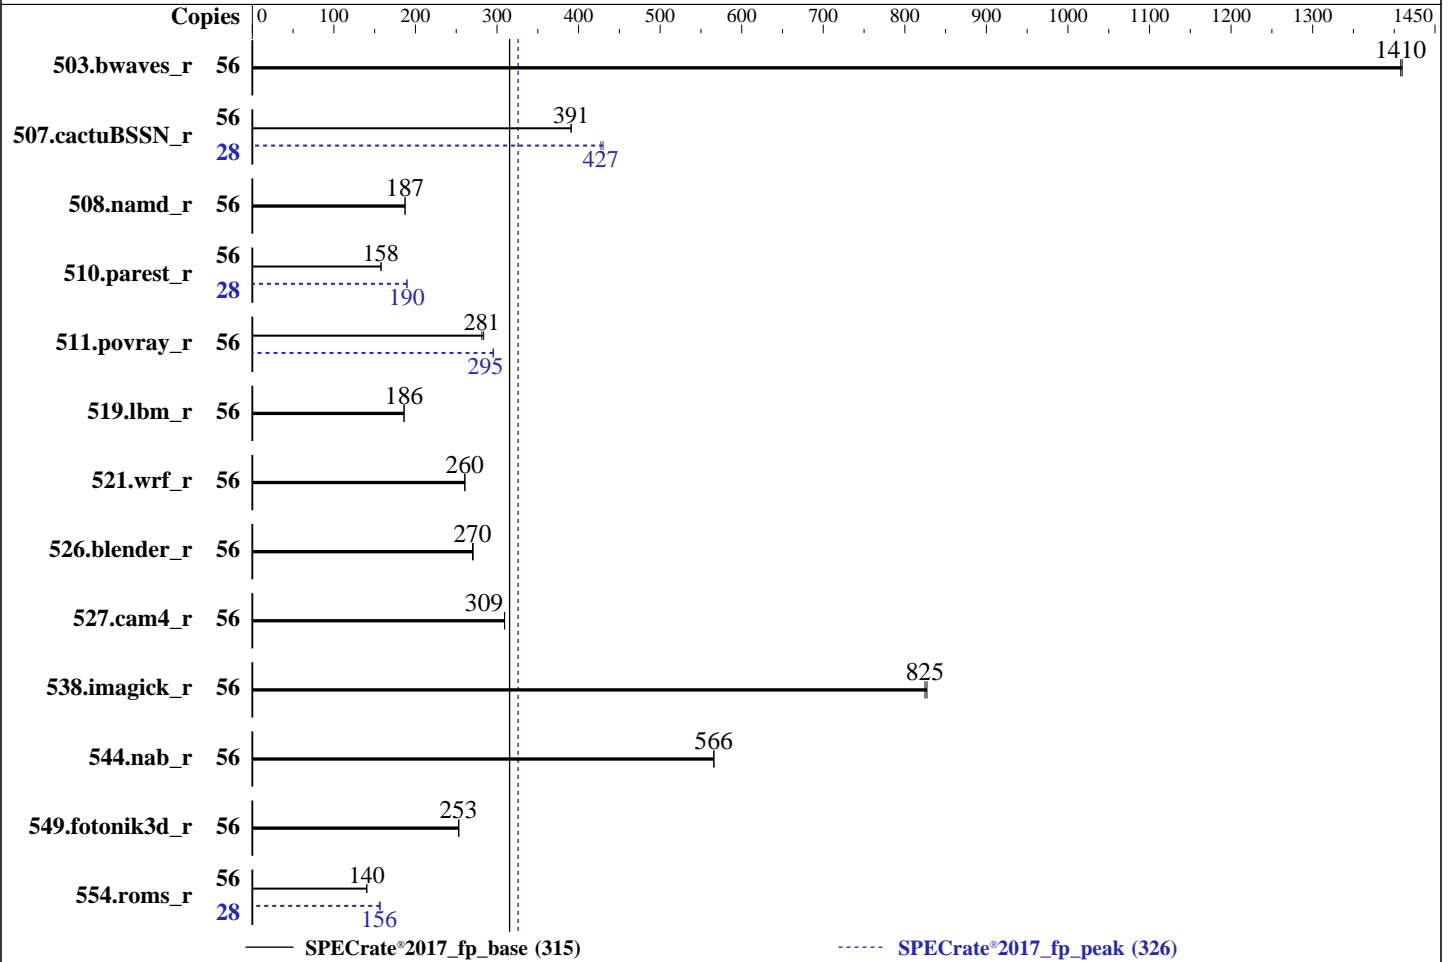 Copies 0 100 200 300 400 500 600 700 800 900 1000 1100 1200 1300 1450
503.bwaves_r 56 1410
507.cactuBSSN_r 56 391
28 427
508.namd_r 56 187
510.parest_r 56 158
28 190
511.povray_r 56 281
295
519.lbm_r 56 186
521.wrf_r 56 260
526.blender_r 56 270
527.cam4_r 56 309
538.imagick_r 56 825
544.nab_r 56 566
549.fotonik3d_r 56 253
554.roms_r 56 140
28 156
SPECrate®2017_fp_base (315) SPECrate®2017_fp_peak (326)